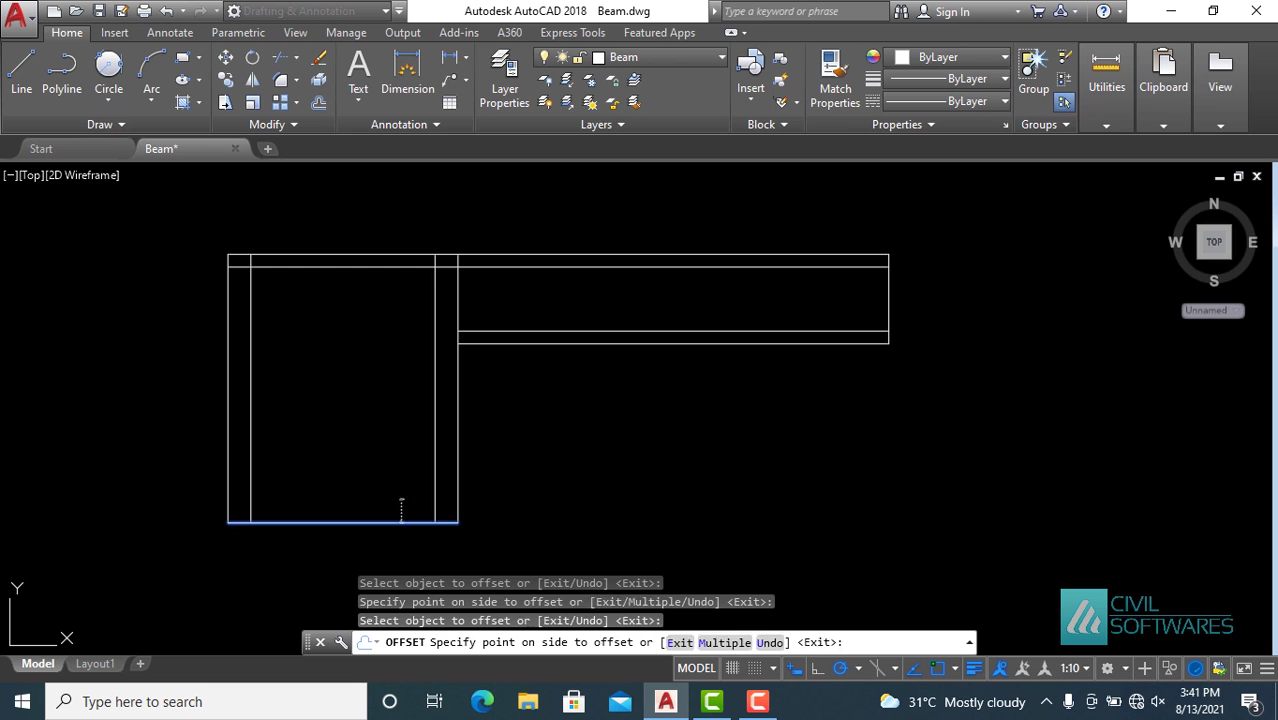 Drafting & Annotation
Autodesk AutoCAD 2018 Beam.dwg
Type a keyword or phrase
Sign In
Home Insert Annotate Parametric View Manage Output Add-ins A360 Express Tools Featured Apps
Line Polyline Circle Arc
Text Dimension
Layer Properties
Beam
Insert
Match Properties
ByLayer
ByLayer
ByLayer
Group
Utilities
Clipboard
View
Draw Modify Annotation Layers Block Properties Groups
Start Beam*
[−][Top][2D Wireframe]
N
W TOP E
S
Unnamed
Y
X
Select object to offset or [Exit/Undo] <Exit>:
Specify point on side to offset or [Exit/Multiple/Undo] <Exit>:
Select object to offset or [Exit/Undo] <Exit>:
OFFSET Specify point on side to offset or [Exit Multiple Undo] <Exit>:
CIVIL
SOFTWARES
Model Layout1
MODEL
1:10
Type here to search
31°C Mostly cloudy
3:41 PM
8/13/2021
3